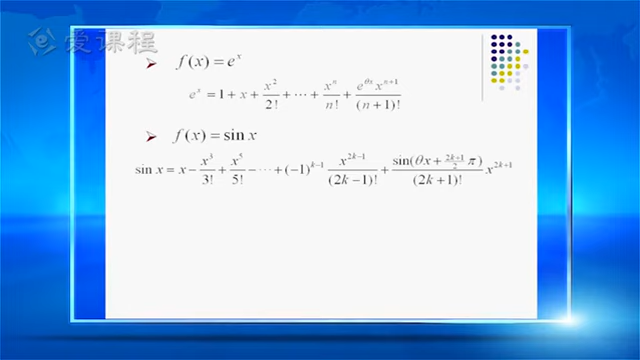 爱课程
f(x) = e^x
e^x = 1 + x + x^2/2! + ⋯ + x^n/n! + e^{θx} x^{n+1}/(n+1)!
f(x) = sin x
sin x = x − x^3/3! + x^5/5! − ⋯ + (−1)^{k−1} x^{2k−1}/(2k−1)! + sin(θx + (2k+1)/2 π)/(2k+1)! x^{2k+1}